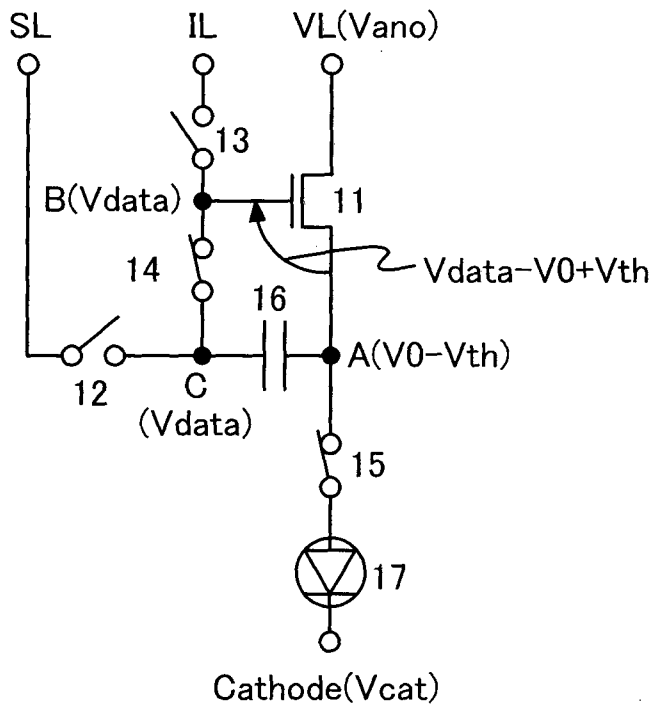 SL IL VL(Vano)
13
B(Vdata) 11
14 16 Vdata-V0+Vth
A(V0-Vth)
12 C
(Vdata)
15
17
Cathode(Vcat)